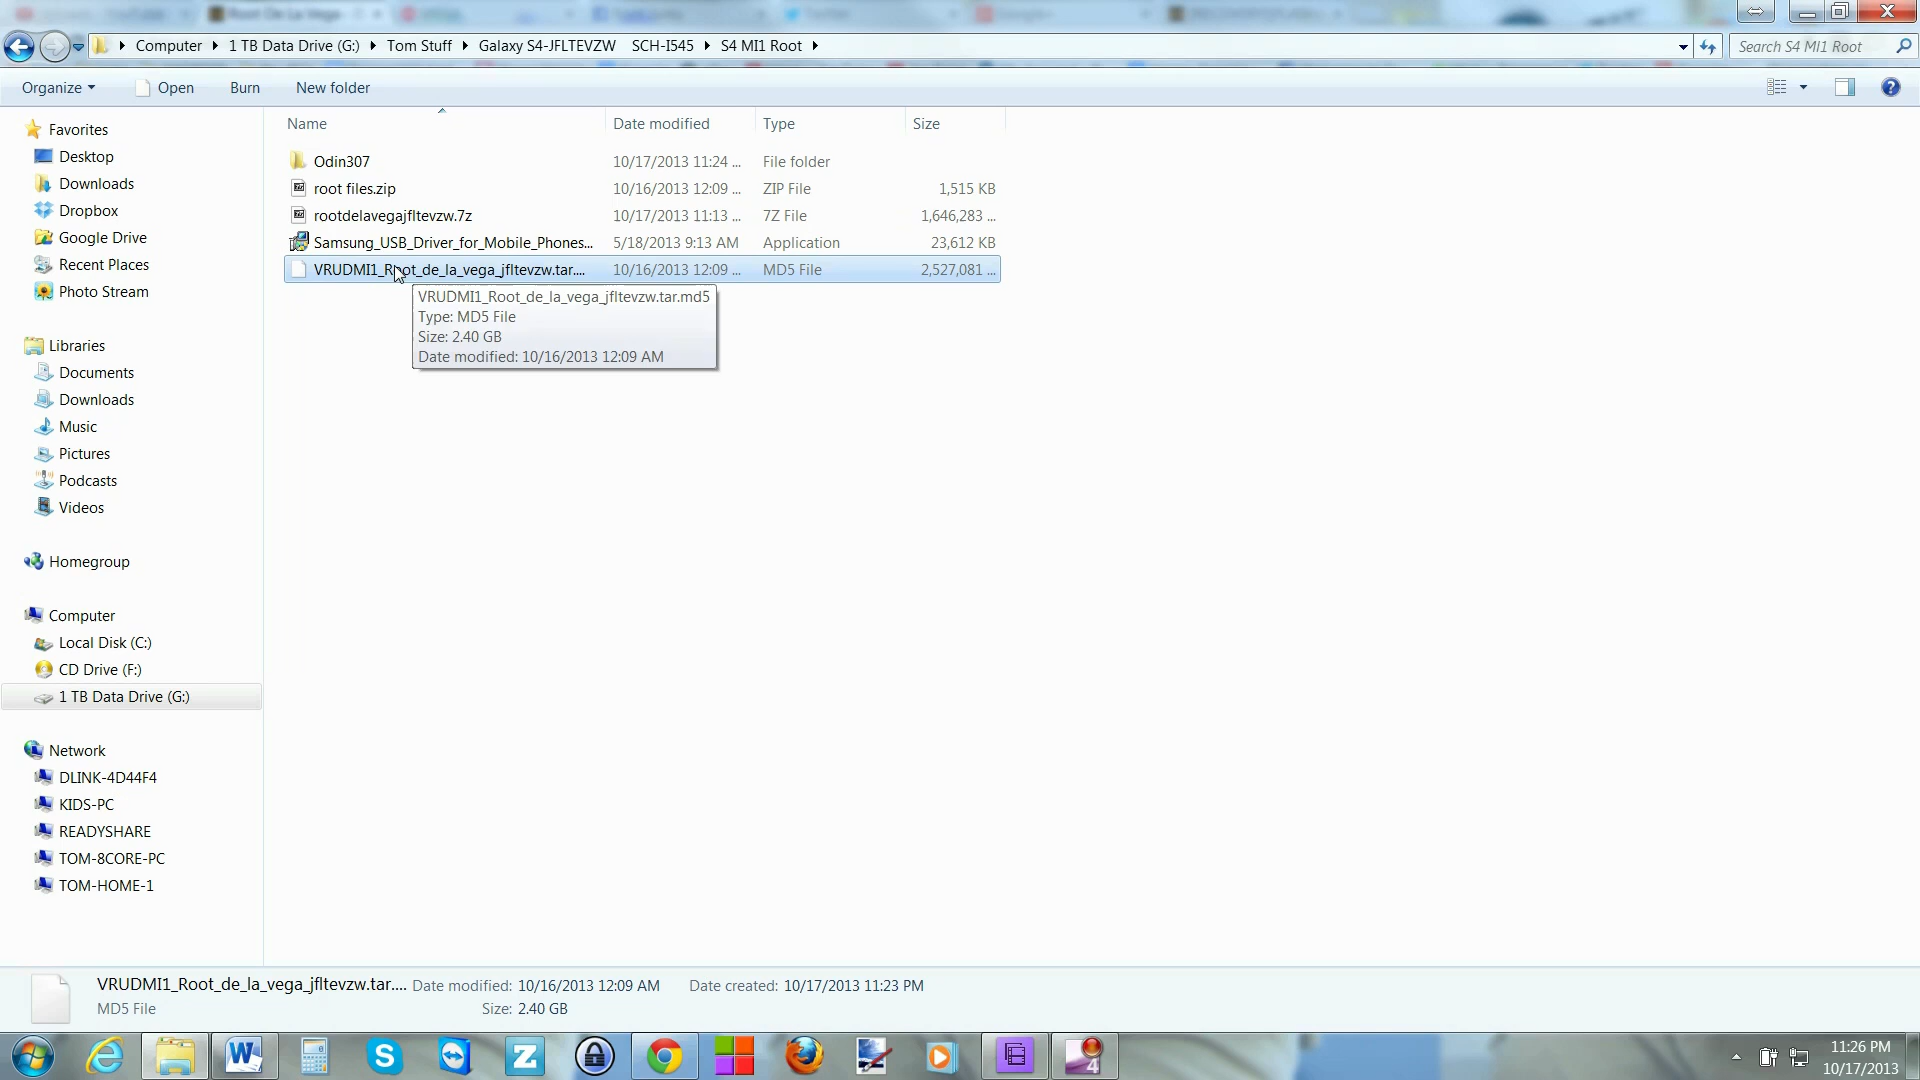 Root De La Vega
Computer 1 TB Data Drive (G:) Tom Stuff Galaxy S4-JFLTEVZW SCH-I545 S4 MI1 Root
Search S4 MI1 Root
Organize Open Burn New folder
Name Date modified Type Size
Odin307 10/17/2013 11:24 ... File folder
root files.zip 10/16/2013 12:09 ... ZIP File 1,515 KB
rootdelavegajfltevzw.7z 10/17/2013 11:13 ... 7Z File 1,646,283 ...
Samsung_USB_Driver_for_Mobile_Phones... 5/18/2013 9:13 AM Application 23,612 KB
VRUDMI1_Root_de_la_vega_jfltevzw.tar.... 10/16/2013 12:09 ... MD5 File 2,527,081 ...
VRUDMI1_Root_de_la_vega_jfltevzw.tar.md5
Type: MD5 File
Size: 2.40 GB
Date modified: 10/16/2013 12:09 AM
Favorites
Desktop
Downloads
Dropbox
Google Drive
Recent Places
Photo Stream
Libraries
Documents
Downloads
Music
Pictures
Podcasts
Videos
Homegroup
Computer
Local Disk (C:)
CD Drive (F:)
1 TB Data Drive (G:)
Network
DLINK-4D44F4
KIDS-PC
READYSHARE
TOM-8CORE-PC
TOM-HOME-1
VRUDMI1_Root_de_la_vega_jfltevzw.tar.... Date modified: 10/16/2013 12:09 AM Date created: 10/17/2013 11:23 PM
MD5 File Size: 2.40 GB
11:26 PM
10/17/2013